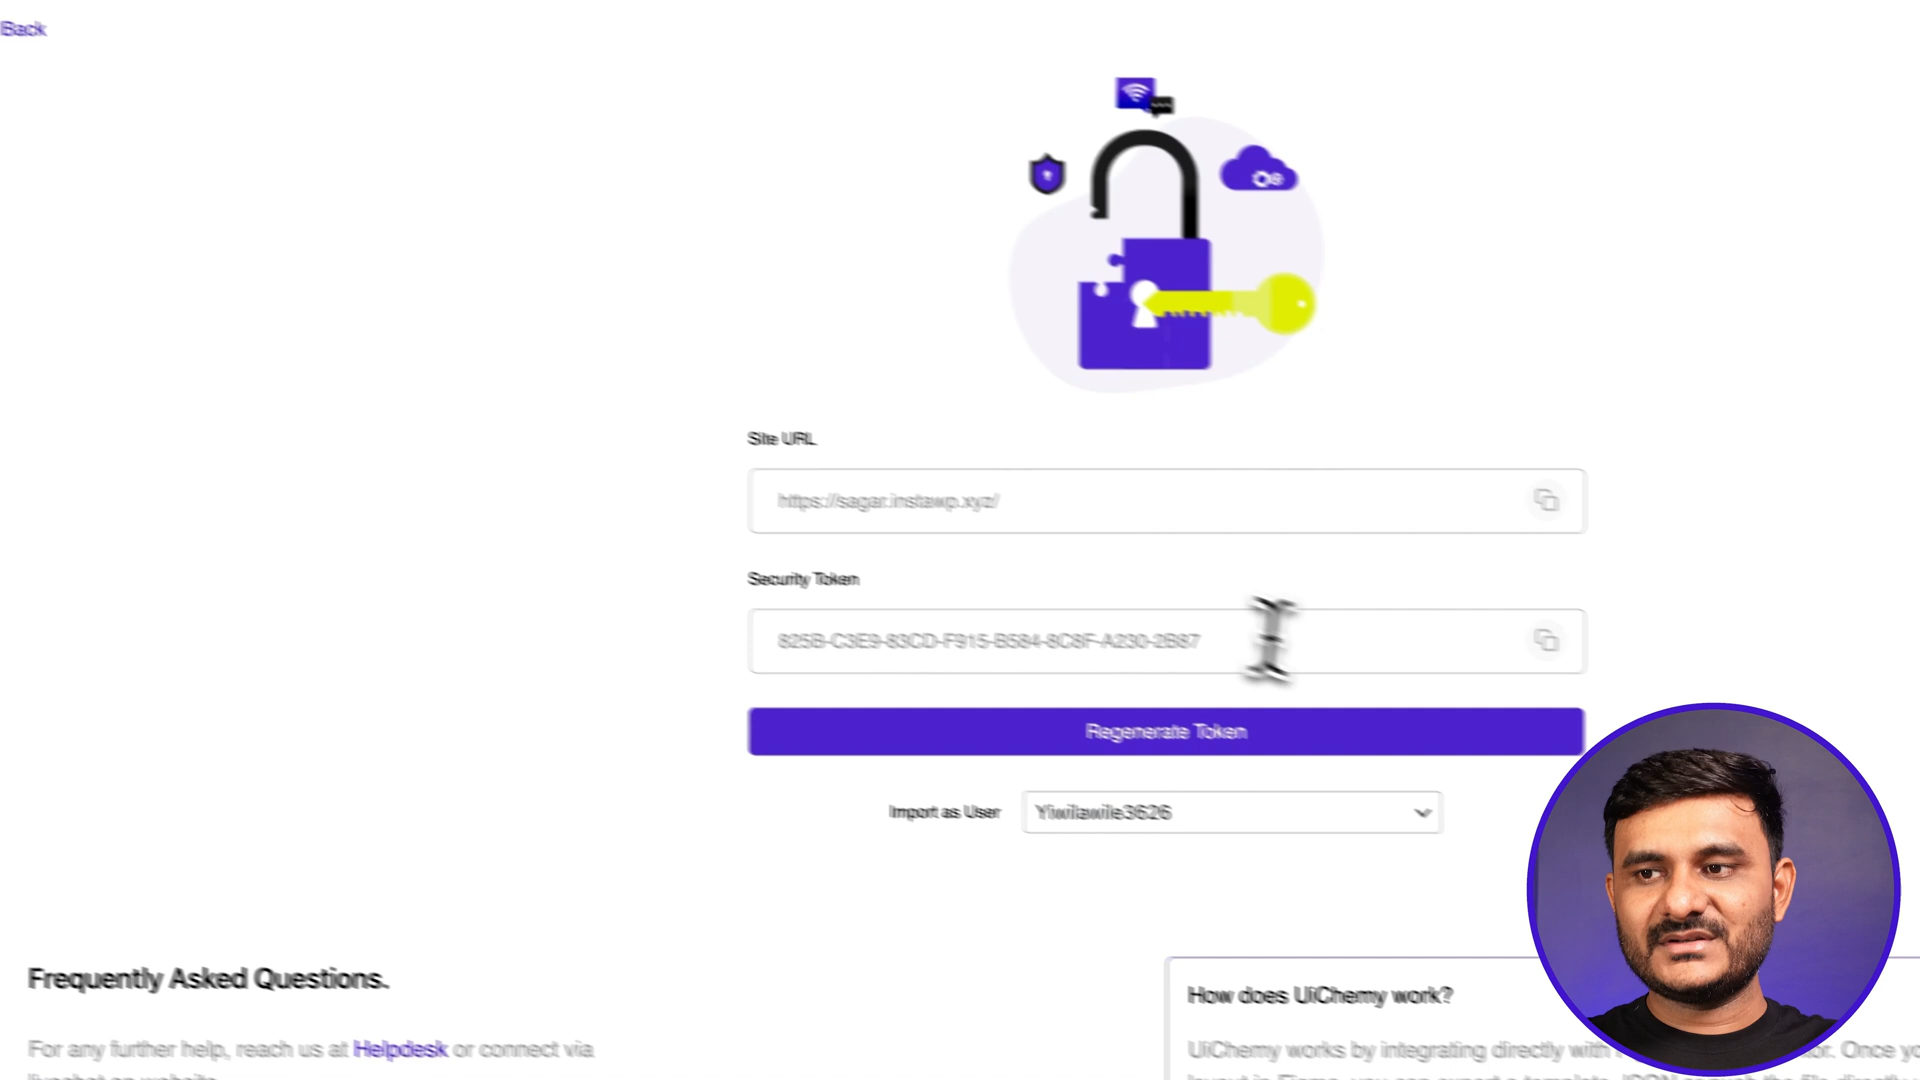 Back
Site URL
https://sagar.instawp.xyz/
Security Token
825B-C3E9-83CD-F915-B584-8C8F-A230-2B87
Regenerate Token
Import as User
Yiwilawile3626
Frequently Asked Questions.
For any further help, reach us at Helpdesk or connect via
How does UiChemy work?
UiChemy works by integrating directly with
Once